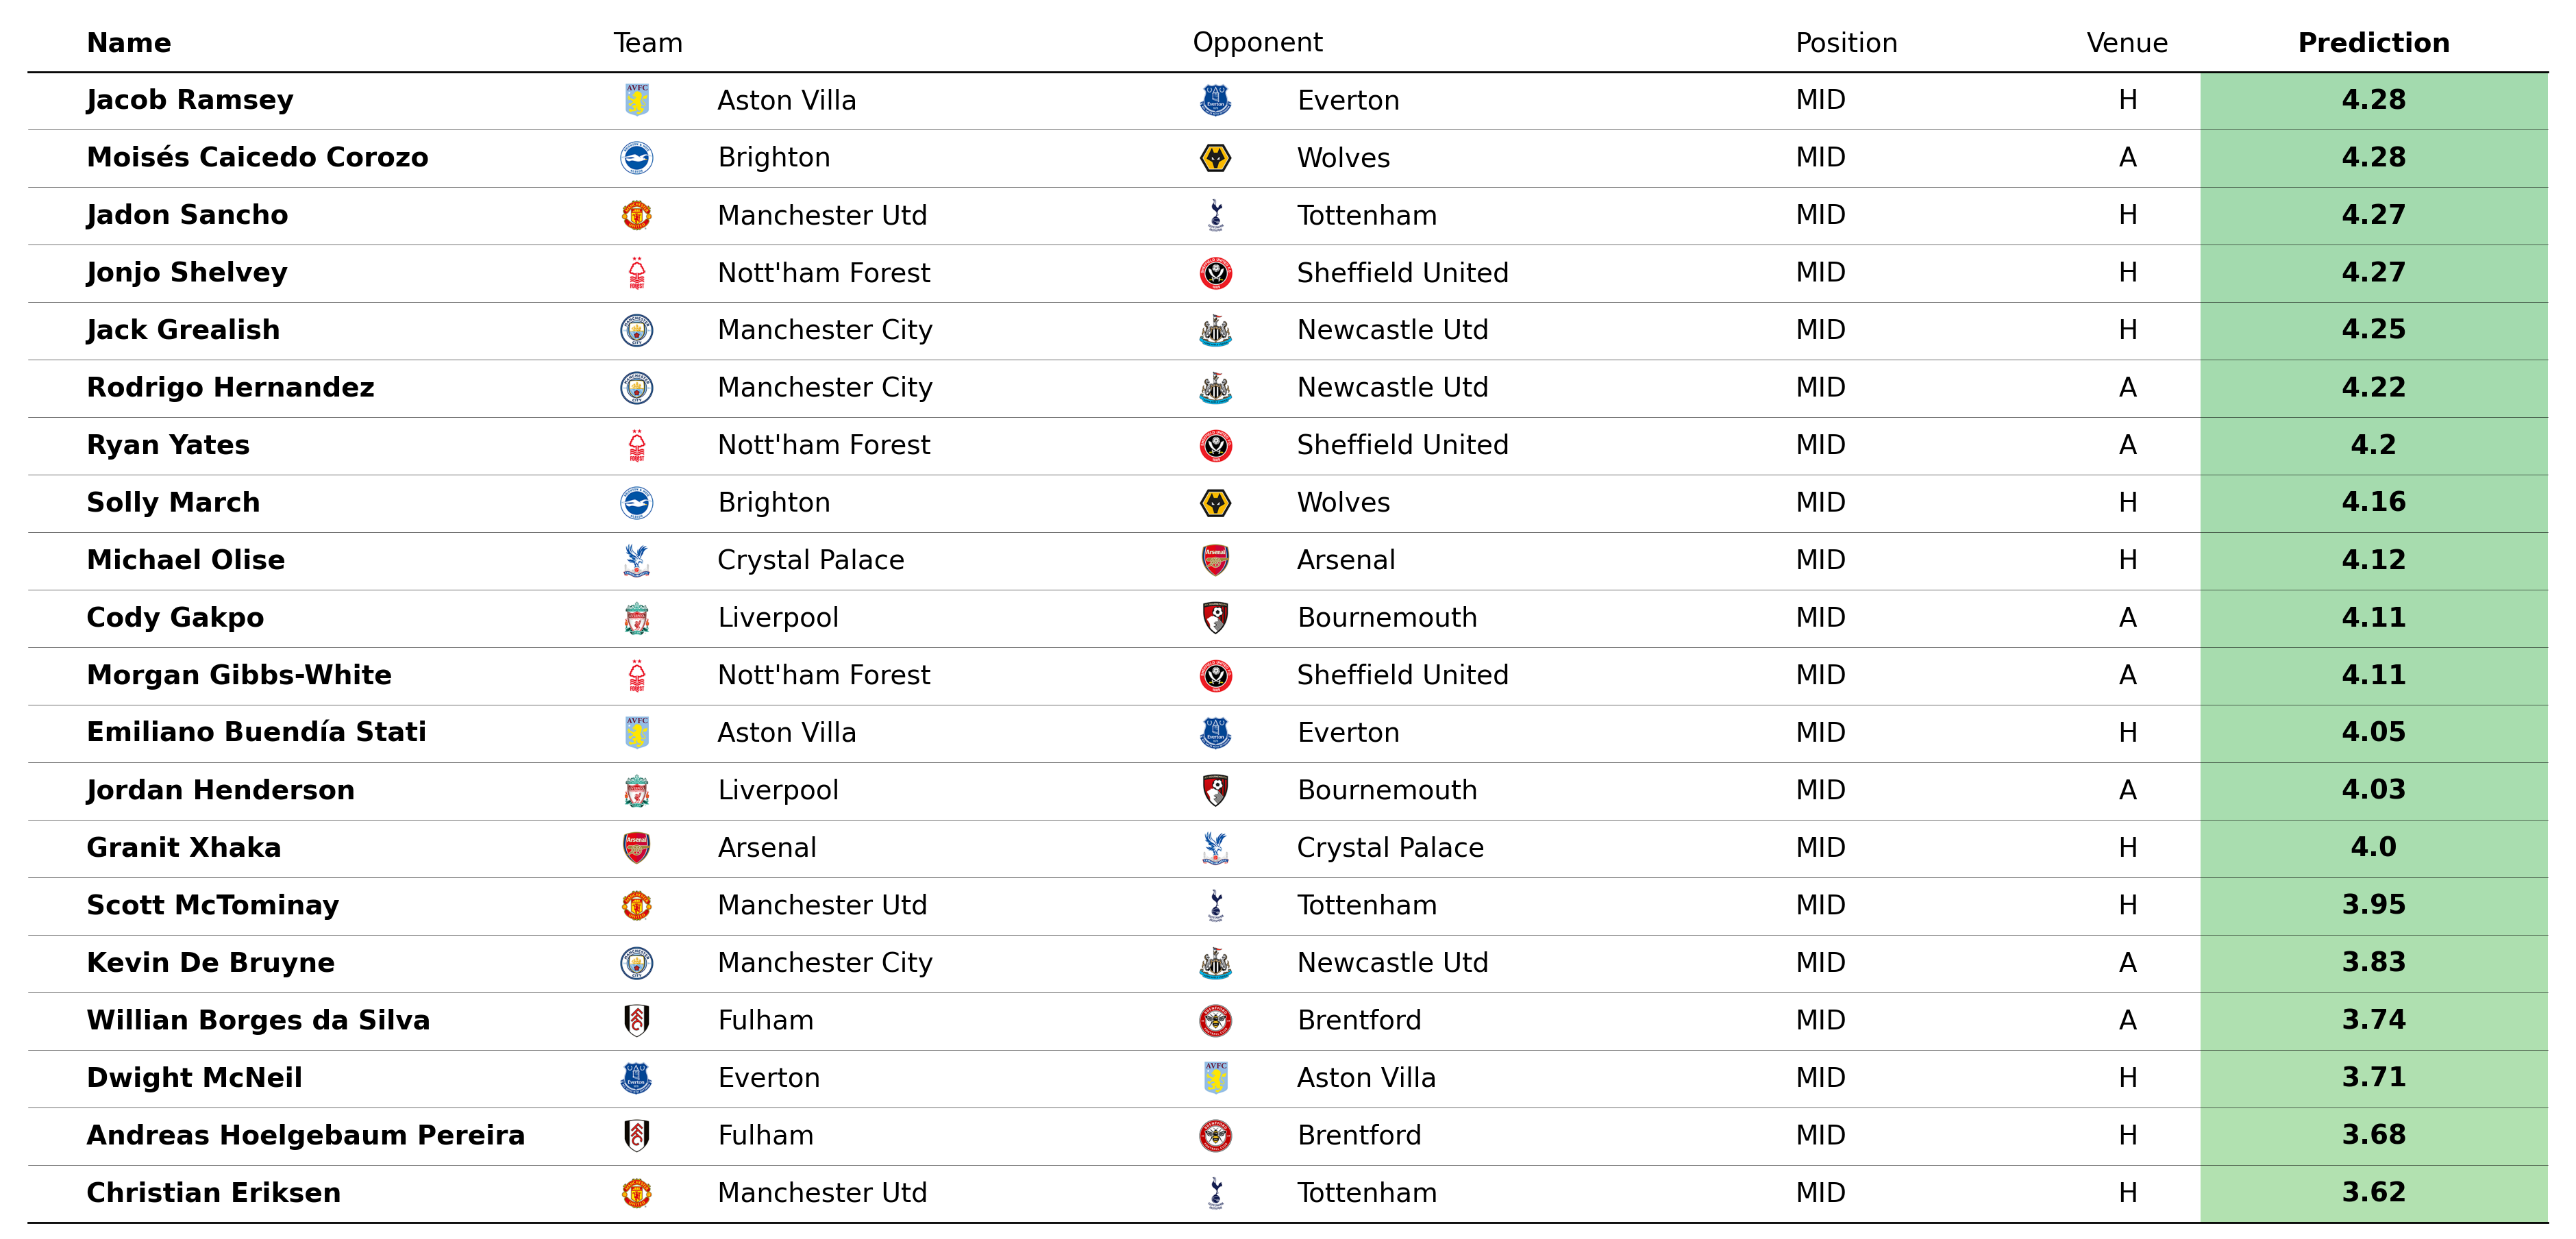 Name Team Opponent Position Venue Prediction
Jacob Ramsey Aston Villa Everton MID H 4.28
Moisés Caicedo Corozo Brighton Wolves MID A 4.28
Jadon Sancho Manchester Utd Tottenham MID H 4.27
Jonjo Shelvey Nott'ham Forest Sheffield United MID H 4.27
Jack Grealish Manchester City Newcastle Utd MID H 4.25
Rodrigo Hernandez Manchester City Newcastle Utd MID A 4.22
Ryan Yates Nott'ham Forest Sheffield United MID A 4.2
Solly March Brighton Wolves MID H 4.16
Michael Olise Crystal Palace Arsenal MID H 4.12
Cody Gakpo Liverpool Bournemouth MID A 4.11
Morgan Gibbs-White Nott'ham Forest Sheffield United MID A 4.11
Emiliano Buendía Stati Aston Villa Everton MID H 4.05
Jordan Henderson Liverpool Bournemouth MID A 4.03
Granit Xhaka Arsenal Crystal Palace MID H 4.0
Scott McTominay Manchester Utd Tottenham MID H 3.95
Kevin De Bruyne Manchester City Newcastle Utd MID A 3.83
Willian Borges da Silva Fulham Brentford MID A 3.74
Dwight McNeil Everton Aston Villa MID H 3.71
Andreas Hoelgebaum Pereira Fulham Brentford MID H 3.68
Christian Eriksen Manchester Utd Tottenham MID H 3.62